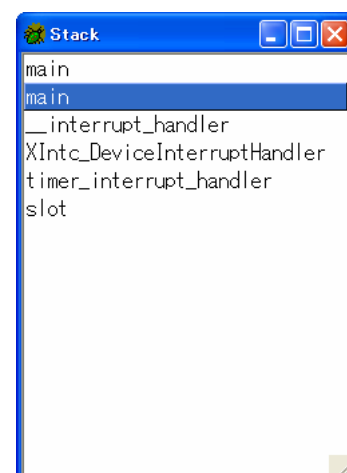 Stack
main
main
__interrupt_handler
XIntc_DeviceInterruptHandler
timer_interrupt_handler
slot